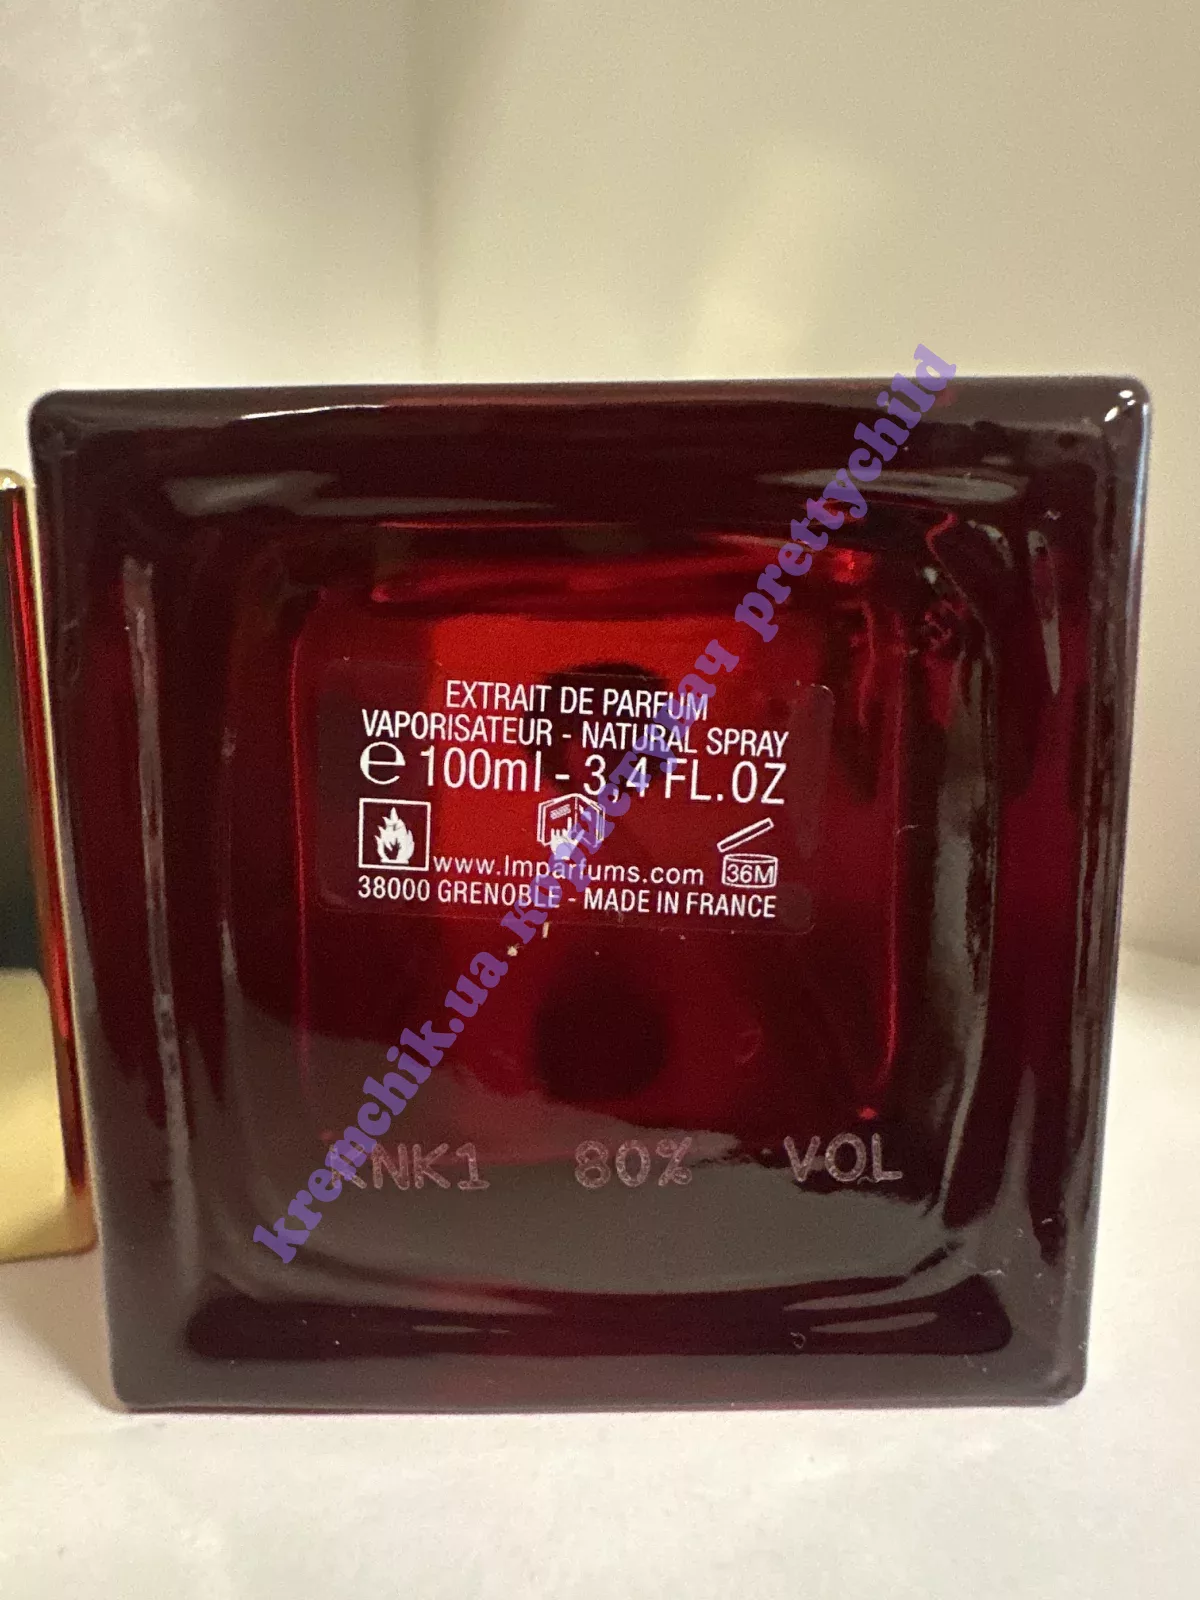 EXTRAIT DE PARFUM
VAPORISATEUR - NATURAL SPRAY
e 100ml - 3,4 FL.OZ
www.lmparfums.com
36M
38000 GRENOBLE - MADE IN FRANCE
kremchik.ua копіетулач prettychild
80% VOL